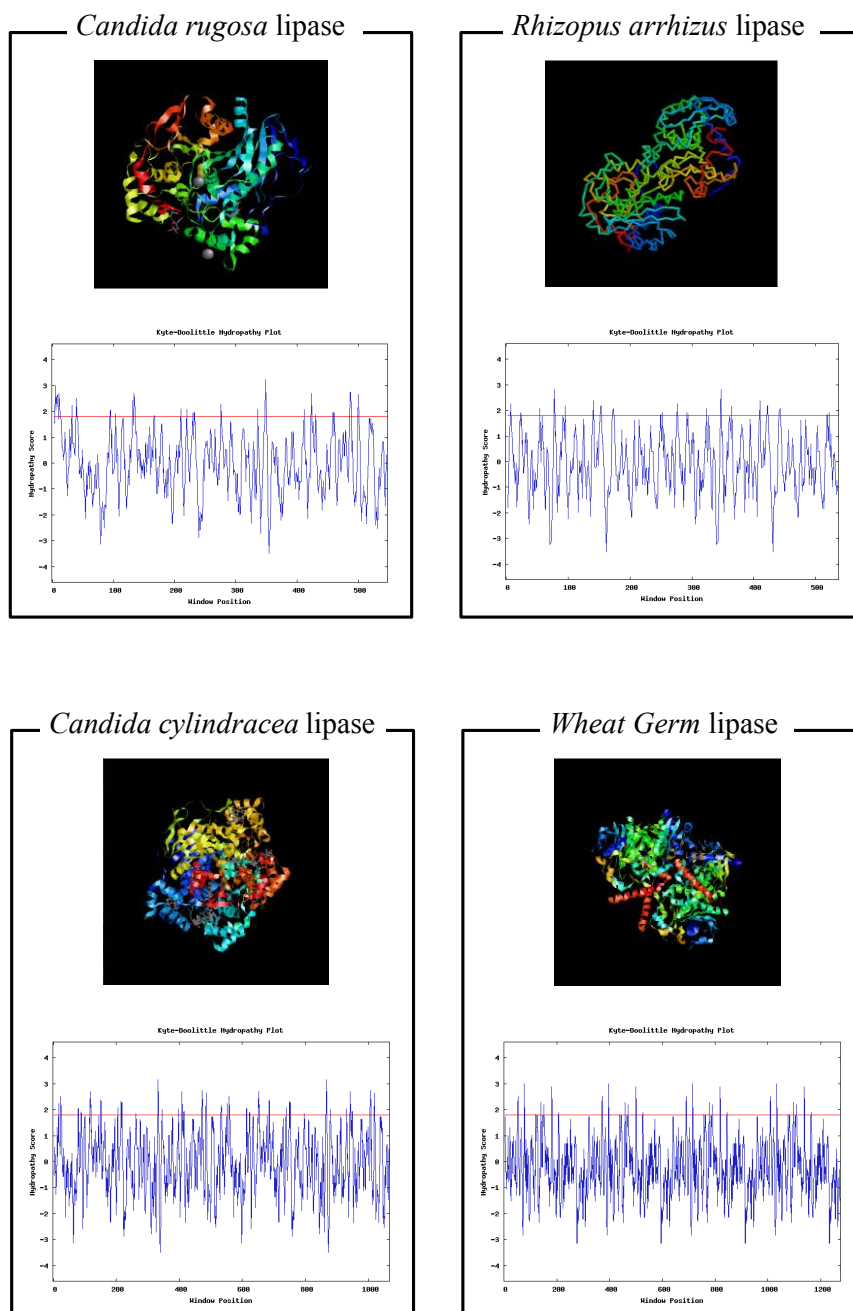 Candida rugosa lipase
Rhizopus arrhizus lipase
Kyte-Doolittle Hydropathy Plot
4
3
2
1
0
-1
-2
-3
-4
Hydropathy Score
0 100 200 300 400 500
Window Position
Kyte-Doolittle Hydropathy Plot
4
3
2
1
0
-1
-2
-3
-4
Hydropathy Score
0 100 200 300 400 500
Window Position
Candida cylindracea lipase
Wheat Germ lipase
Kyte-Doolittle Hydropathy Plot
4
3
2
1
0
-1
-2
-3
-4
Hydropathy Score
0 200 400 600 800 1000
Window Position
Kyte-Doolittle Hydropathy Plot
4
3
2
1
0
-1
-2
-3
-4
Hydropathy Score
0 200 400 600 800 1000 1200
Window Position